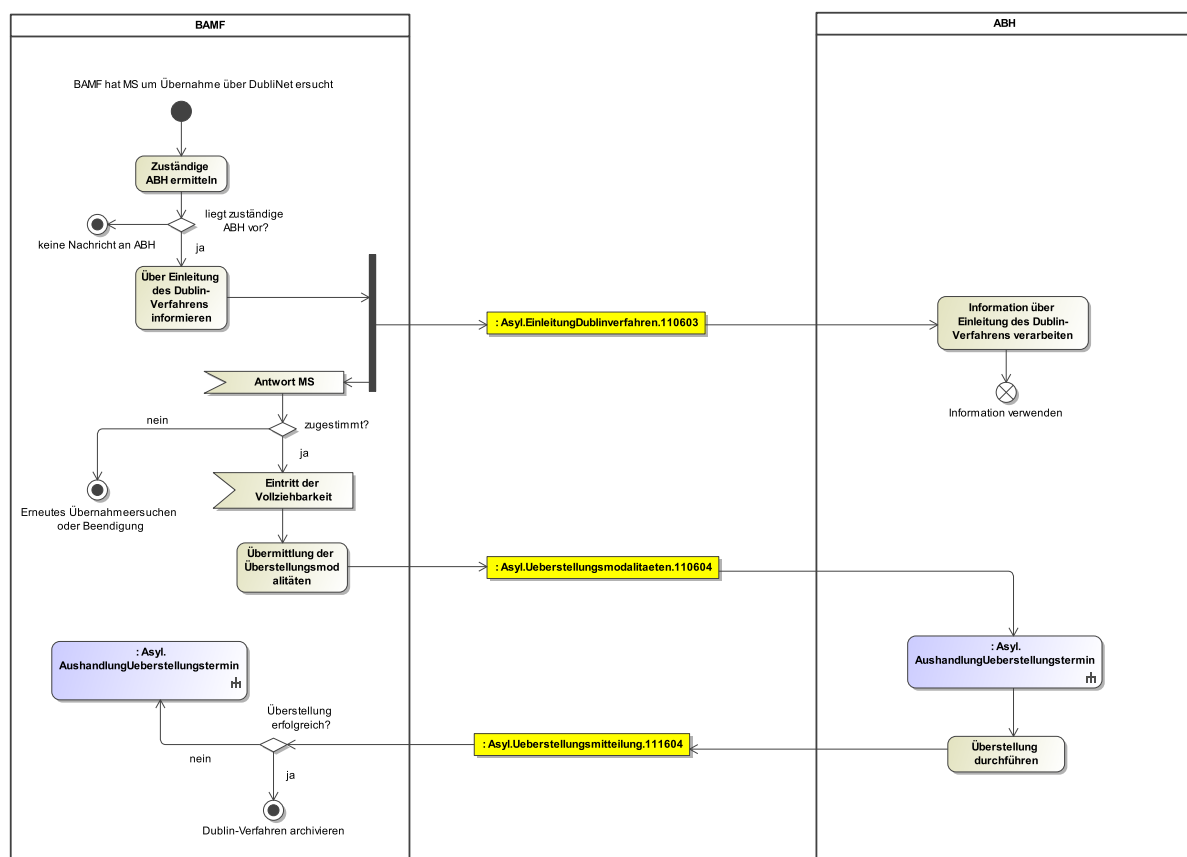 BAMF
ABH
BAMF hat MS um Übernahme über DubliNet ersucht
Zuständige
ABH ermitteln
liegt zuständige
ABH vor?
keine Nachricht an ABH
ja
Über Einleitung
des Dublin-
Verfahrens
informieren
: Asyl.EinleitungDublinverfahren.110603
Information über
Einleitung des Dublin-
Verfahrens verarbeiten
Information verwenden
Antwort MS
zugestimmt?
nein
ja
Erneutes Übernahmeersuchen
oder Beendigung
Eintritt der
Vollziehbarkeit
Übermittlung der
Überstellungsmod
alitäten
: Asyl.Ueberstellungsmodalitaeten.110604
: Asyl.
AushandlungUeberstellungstermin
: Asyl.
AushandlungUeberstellungstermin
Überstellung
erfolgreich?
: Asyl.Ueberstellungsmitteilung.111604
Überstellung
durchführen
nein
ja
Dublin-Verfahren archivieren